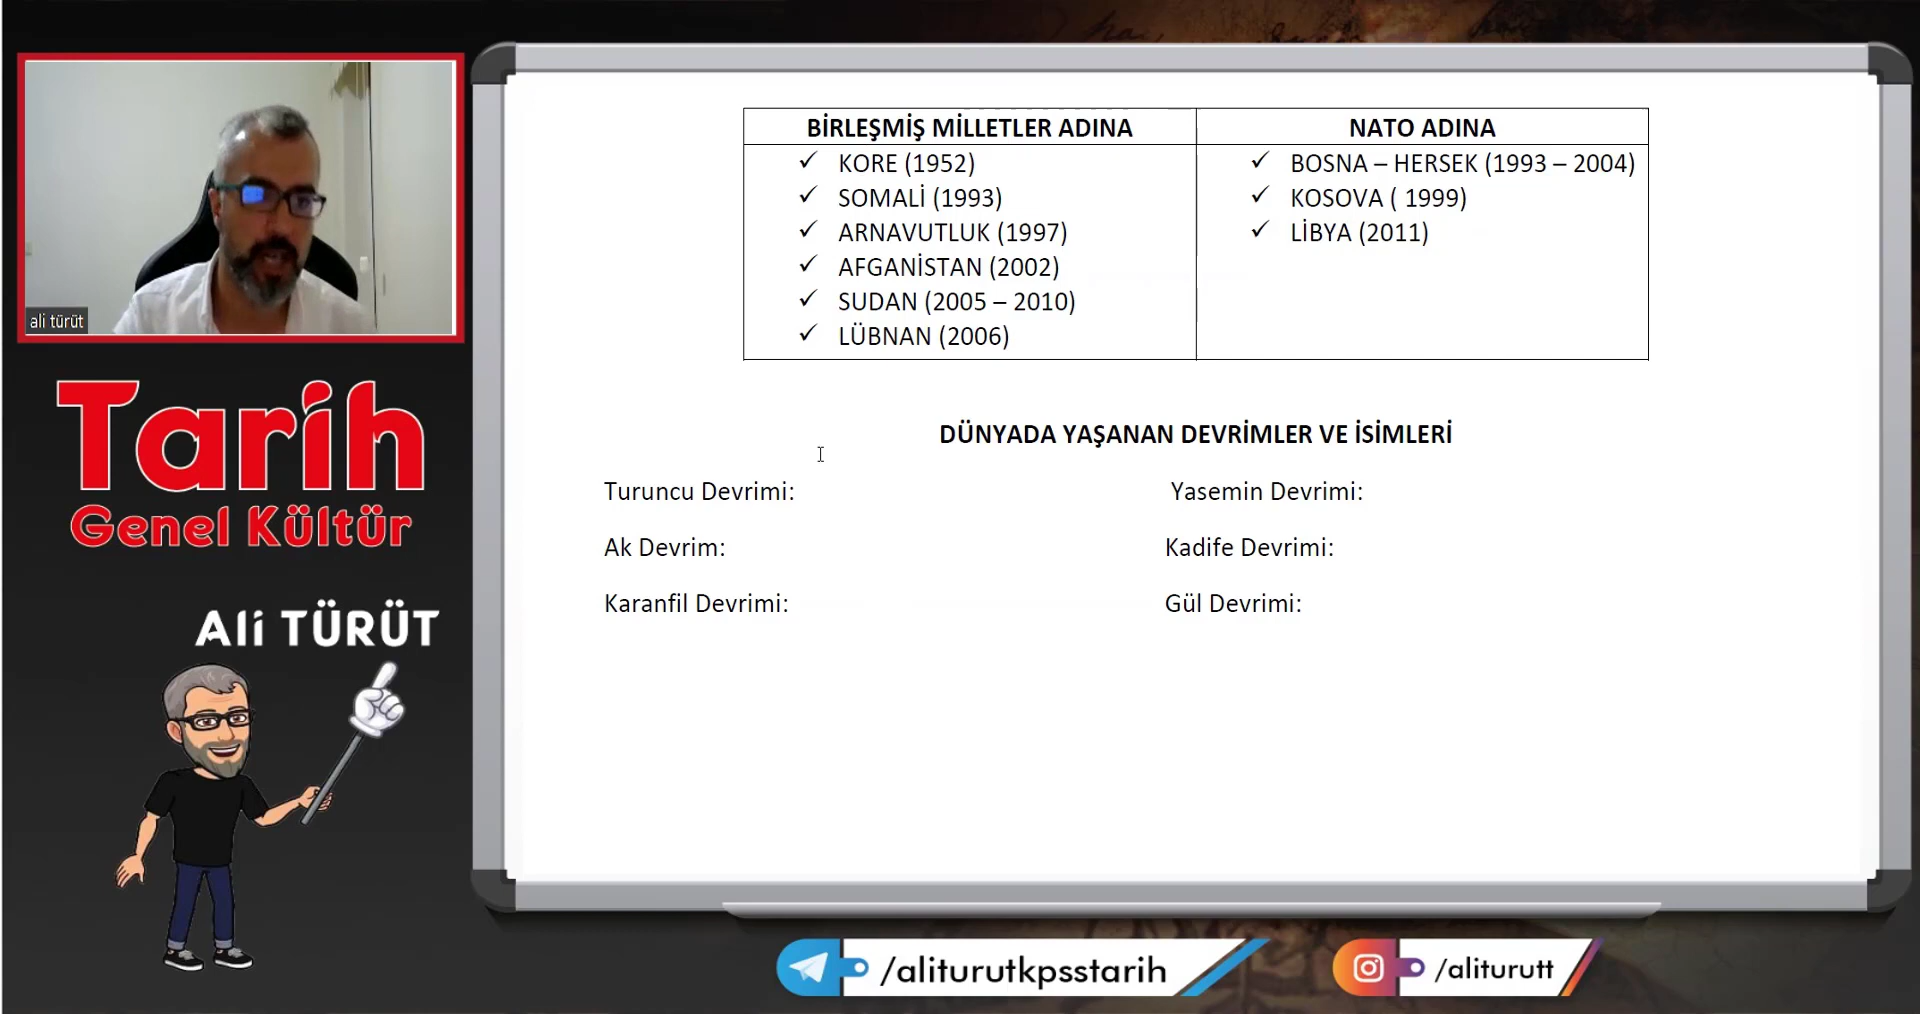 ali türüt
Tarih
Genel Kültür
Ali TÜRÜT
BİRLEŞMİŞ MİLLETLER ADINA
✓ KORE (1952)
✓ SOMALİ (1993)
✓ ARNAVUTLUK (1997)
✓ AFGANİSTAN (2002)
✓ SUDAN (2005 – 2010)
✓ LÜBNAN (2006)
NATO ADINA
✓ BOSNA – HERSEK (1993 – 2004)
✓ KOSOVA ( 1999)
✓ LİBYA (2011)
DÜNYADA YAŞANAN DEVRİMLER VE İSİMLERİ
Turuncu Devrimi: Yasemin Devrimi:
Ak Devrim: Kadife Devrimi:
Karanfil Devrimi: Gül Devrimi:
/aliturutkpsstarih
/aliturutt